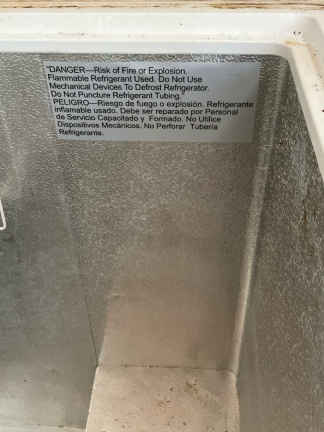 "DANGER—Risk of Fire or Explosion.
Flammable Refrigerant Used. Do Not Use
Mechanical Devices To Defrost Refrigerator.
Do Not Puncture Refrigerant Tubing.
PELIGRO—Riesgo de fuego o explosión. Refrigerante
inflamable usado. Debe ser reparado por Personal
de Servicio Capacitado y Formado. No Utilice
Dispositivos Mecánicos. No Perforar Tubería
Refrigerante.